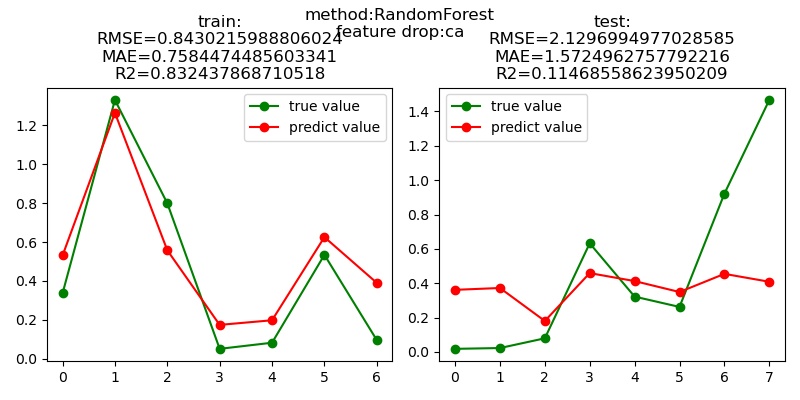 method:RandomForest
feature drop:ca
train:
RMSE=0.8430215988806024
MAE=0.7584474485603341
R2=0.832437868710518
true value
predict value
1.2
1.0
0.8
0.6
0.4
0.2
0.0
0 1 2 3 4 5 6
test:
RMSE=2.1296994977028585
MAE=1.5724962757792216
R2=0.11468558623950209
true value
predict value
1.4
1.2
1.0
0.8
0.6
0.4
0.2
0.0
0 1 2 3 4 5 6 7